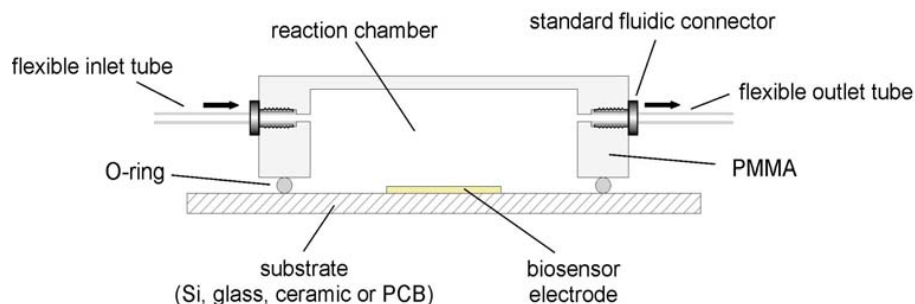 standard fluidic connector
reaction chamber
flexible inlet tube
flexible outlet tube
O-ring
PMMA
substrate
(Si, glass, ceramic or PCB)
biosensor
electrode